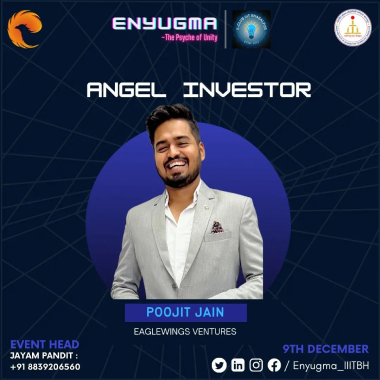 ENYUGMA
-The Psyche of Unity
ANGEL INVESTOR
POOJIT JAIN
EAGLEWINGS VENTURES
EVENT HEAD
JAYAM PANDIT :
+91 8839206560
9TH DECEMBER
/ Enyugma_IIITBH